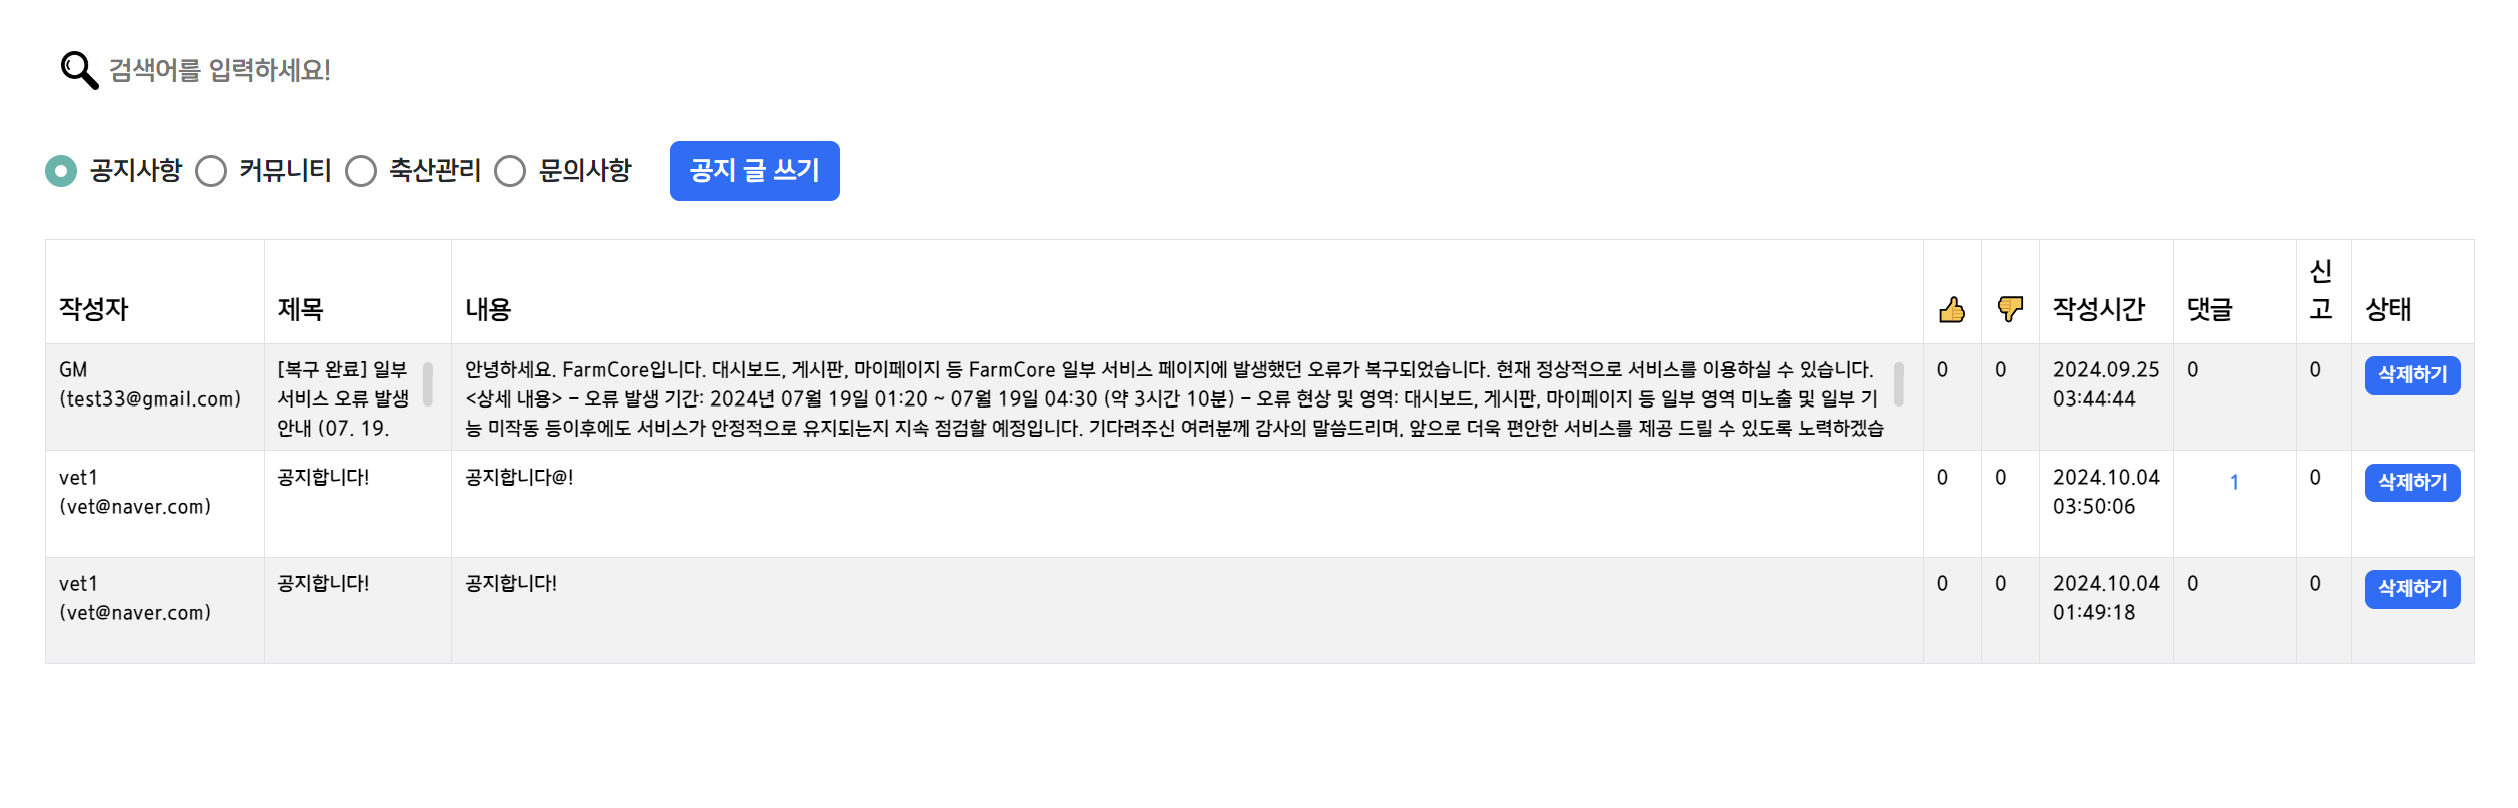 검색어를 입력하세요!
공지사항 커뮤니티 축산관리 문의사항 공지 글 쓰기
작성자 제목 내용 작성시간 댓글 신고 상태
GM
(test33@gmail.com)
[복구 완료] 일부
서비스 오류 발생
안내 (07. 19.
안녕하세요. FarmCore입니다. 대시보드, 게시판, 마이페이지 등 FarmCore 일부 서비스 페이지에 발생했던 오류가 복구되었습니다. 현재 정상적으로 서비스를 이용하실 수 있습니다.
<상세 내용> - 오류 발생 기간: 2024년 07월 19일 01:20 ~ 07월 19일 04:30 (약 3시간 10분) - 오류 현상 및 영역: 대시보드, 게시판, 마이페이지 등 일부 영역 미노출 및 일부 기
능 미작동 등이후에도 서비스가 안정적으로 유지되는지 지속 점검할 예정입니다. 기다려주신 여러분께 감사의 말씀드리며, 앞으로 더욱 편안한 서비스를 제공 드릴 수 있도록 노력하겠습
0
0
2024.09.25
03:44:44
0
0
삭제하기
vet1
(vet@naver.com)
공지합니다!
공지합니다@!
0
0
2024.10.04
03:50:06
1
0
삭제하기
vet1
(vet@naver.com)
공지합니다!
공지합니다!
0
0
2024.10.04
01:49:18
0
0
삭제하기